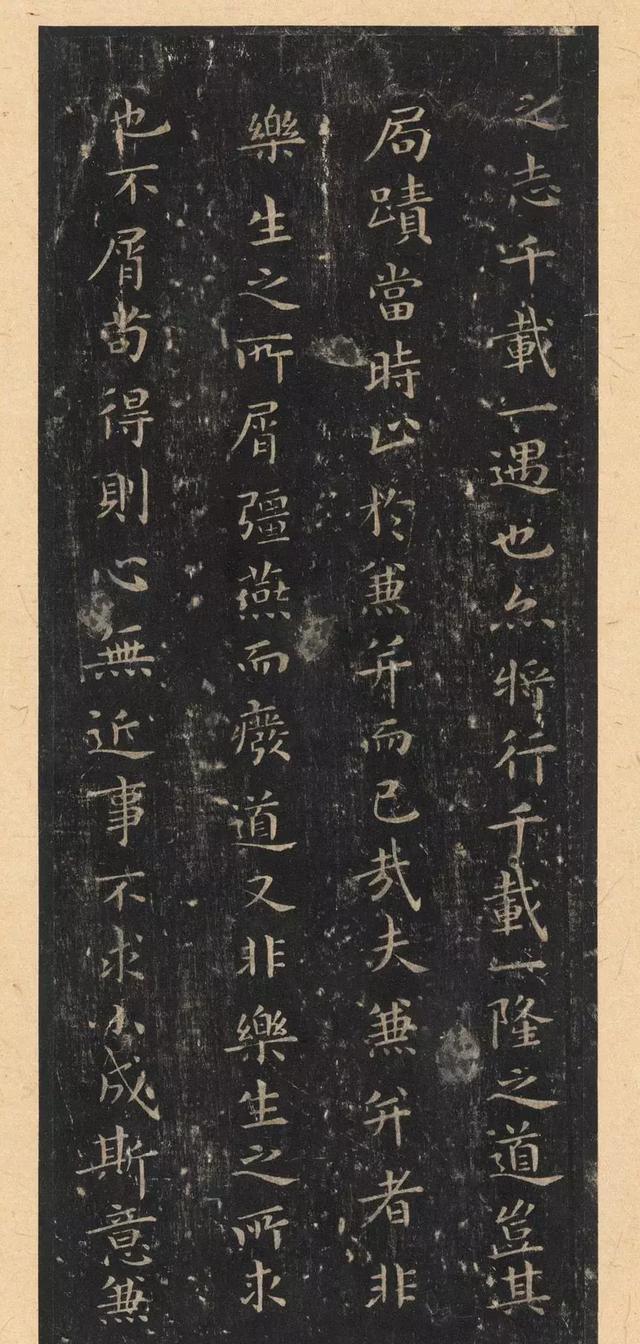 之志千載一遇也亦將行千載一隆之道豈其
局蹟當時止於兼并而已哉夫兼并者非
樂生之所屑彊燕而癈道又非樂生之所求
也不屑苟得則心無近事不求小成斯意兼